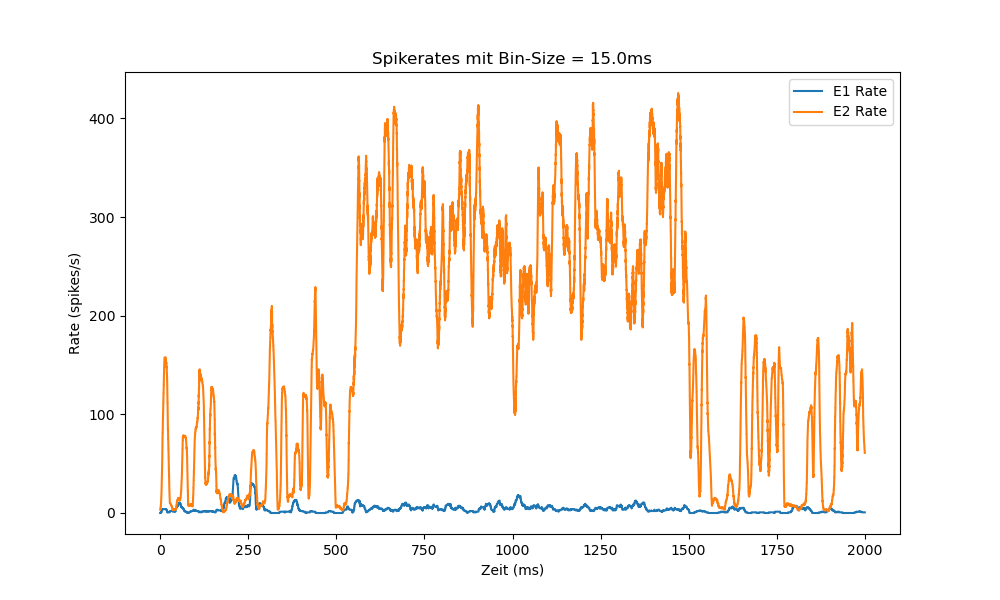 Spikerates mit Bin-Size = 15.0ms
E1 Rate
E2 Rate
400
300
200
100
0
Rate (spikes/s)
0
250
500
750
1000
1250
1500
1750
2000
Zeit (ms)